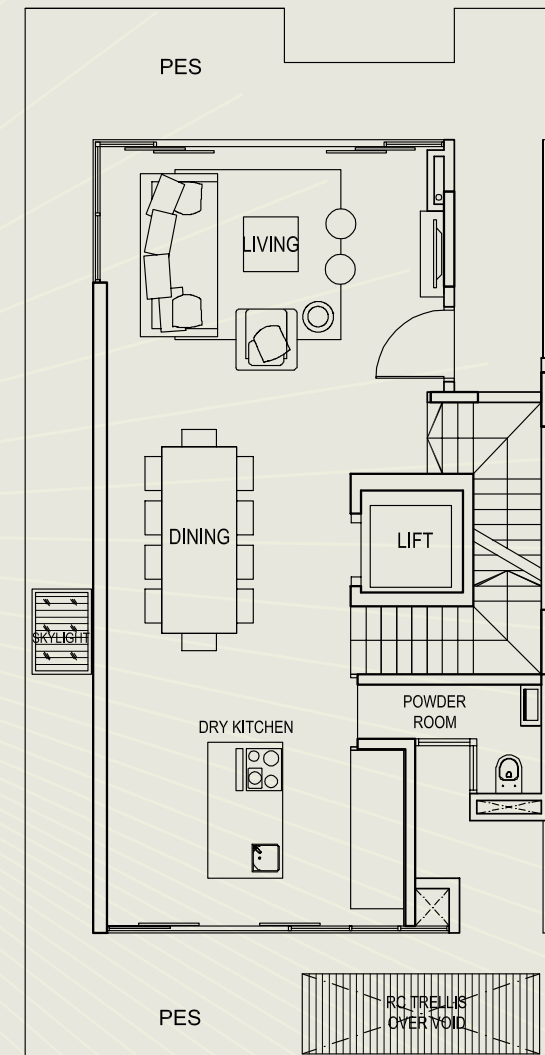 PES
LIVING
DINING
LIFT
SKYLIGHT
POWDER
ROOM
DRY KITCHEN
RC TRELLIS
OVER VOID
PES